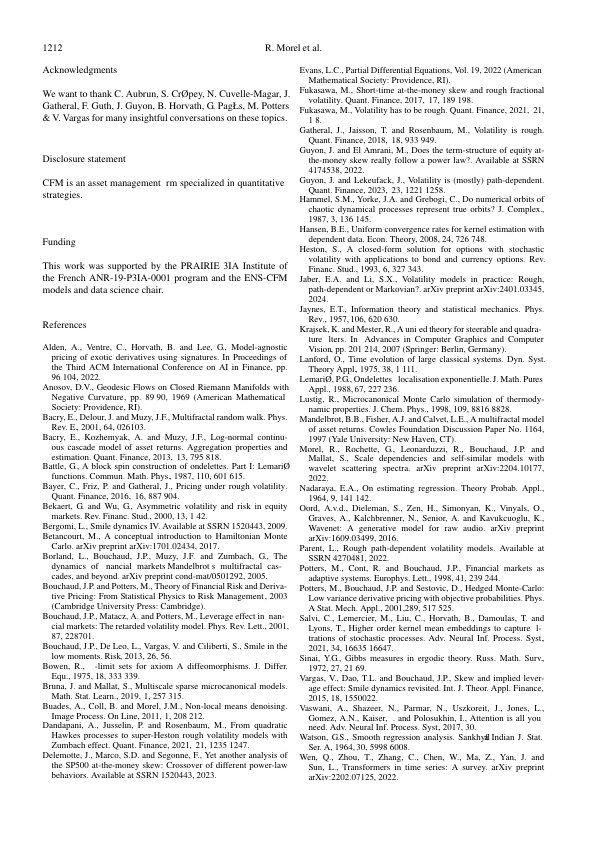 1212
R. Morel et al.
Acknowledgments
We want to thank C. Aubrun, S. CrØpey, N. Cuvelle-Magar, J.
Gatheral, F. Guth, J. Guyon, B. Horvath, G. PagŁs, M. Potters
& V. Vargas for many insightful conversations on these topics.
Disclosure statement
CFM is an asset management rm specialized in quantitative
strategies.
Funding
This work was supported by the PRAIRIE 3IA Institute of
the French ANR-19-P3IA-0001 program and the ENS-CFM
models and data science chair.
References
Alden, A., Ventre, C., Horvath, B. and Lee, G., Model-agnostic
pricing of exotic derivatives using signatures. In Proceedings of
the Third ACM International Conference on AI in Finance, pp.
96 104, 2022.
Anosov, D.V., Geodesic Flows on Closed Riemann Manifolds with
Negative Curvature, pp. 89 90, 1969 (American Mathematical
Society: Providence, RI).
Bacry, E., Delour, J. and Muzy, J.F., Multifractal random walk. Phys.
Rev. E., 2001, 64, 026103.
Bacry, E., Kozhemyak, A. and Muzy, J.F., Log-normal continu-
ous cascade model of asset returns. Aggregation properties and
estimation. Quant. Finance, 2013, 13, 795 818.
Battle, G., A block spin construction of ondelettes. Part I: LemariØ
functions. Commun. Math. Phys, 1987, 110, 601 615.
Bayer, C., Friz, P. and Gatheral, J., Pricing under rough volatility.
Quant. Finance, 2016, 16, 887 904.
Bekaert, G. and Wu, G., Asymmetric volatility and risk in equity
markets. Rev. Financ. Stud., 2000, 13, 1 42.
Bergomi, L., Smile dynamics IV. Available at SSRN 1520443, 2009.
Betancourt, M., A conceptual introduction to Hamiltonian Monte
Carlo. arXiv preprint arXiv:1701.02434, 2017.
Borland, L., Bouchaud, J.P., Muzy, J.F. and Zumbach, G., The
dynamics of nancial markets Mandelbrot s multifractal cas-
cades, and beyond. arXiv preprint cond-mat/0501292, 2005.
Bouchaud, J.P. and Potters, M., Theory of Financial Risk and Deriva-
tive Pricing: From Statistical Physics to Risk Management, 2003
(Cambridge University Press: Cambridge).
Bouchaud, J.P., Matacz, A. and Potters, M., Leverage effect in nan-
cial markets: The retarded volatility model. Phys. Rev. Lett., 2001,
87, 228701.
Bouchaud, J.P., De Leo, L., Vargas, V. and Ciliberti, S., Smile in the
low moments. Risk, 2013, 26, 56.
Bowen, R., -limit sets for axiom A diffeomorphisms. J. Differ.
Equ., 1975, 18, 333 339.
Bruna, J. and Mallat, S., Multiscale sparse microcanonical models.
Math. Stat. Learn., 2019, 1, 257 315.
Buades, A., Coll, B. and Morel, J.M., Non-local means denoising.
Image Process. On Line, 2011, 1, 208 212.
Dandapani, A., Jusselin, P. and Rosenbaum, M., From quadratic
Hawkes processes to super-Heston rough volatility models with
Zumbach effect. Quant. Finance, 2021, 21, 1235 1247.
Delemotte, J., Marco, S.D. and Segonne, F., Yet another analysis of
the SP500 at-the-money skew: Crossover of different power-law
behaviors. Available at SSRN 1520443, 2023.
Evans, L.C., Partial Differential Equations, Vol. 19, 2022 (American
Mathematical Society: Providence, RI).
Fukasawa, M., Short-time at-the-money skew and rough fractional
volatility. Quant. Finance, 2017, 17, 189 198.
Fukasawa, M., Volatility has to be rough. Quant. Finance, 2021, 21,
1 8.
Gatheral, J., Jaisson, T. and Rosenbaum, M., Volatility is rough.
Quant. Finance, 2018, 18, 933 949.
Guyon, J. and El Amrani, M., Does the term-structure of equity at-
the-money skew really follow a power law?. Available at SSRN
4174538, 2022.
Guyon, J. and Lekeufack, J., Volatility is (mostly) path-dependent.
Quant. Finance, 2023, 23, 1221 1258.
Hammel, S.M., Yorke, J.A. and Grebogi, C., Do numerical orbits of
chaotic dynamical processes represent true orbits? J. Complex.,
1987, 3, 136 145.
Hansen, B.E., Uniform convergence rates for kernel estimation with
dependent data. Econ. Theory, 2008, 24, 726 748.
Heston, S., A closed-form solution for options with stochastic
volatility with applications to bond and currency options. Rev.
Financ. Stud., 1993, 6, 327 343.
Jaber, E.A. and Li, S.X., Volatility models in practice: Rough,
path-dependent or Markovian?. arXiv preprint arXiv:2401.03345,
2024.
Jaynes, E.T., Information theory and statistical mechanics. Phys.
Rev., 1957, 106, 620 630.
Krajsek, K. and Mester, R., A uni ed theory for steerable and quadra-
ture lters. In Advances in Computer Graphics and Computer
Vision, pp. 201 214, 2007 (Springer: Berlin, Germany).
Lanford, O., Time evolution of large classical systems. Dyn. Syst.
Theory Appl, 1975, 38, 1 111.
LemariØ, P.G, Ondelettes localisation exponentielle. J. Math. Pures
Appl., 1988, 67, 227 236.
Lustig, R., Microcanonical Monte Carlo simulation of thermody-
namic properties. J. Chem. Phys., 1998, 109, 8816 8828.
Mandelbrot, B.B., Fisher, A.J. and Calvet, L.E., A multifractal model
of asset returns. Cowles Foundation Discussion Paper No. 1164,
1997 (Yale University: New Haven, CT).
Morel, R., Rochette, G., Leonarduzzi, R., Bouchaud, J.P. and
Mallat, S., Scale dependencies and self-similar models with
wavelet scattering spectra. arXiv preprint arXiv:2204.10177,
2022.
Nadaraya, E.A., On estimating regression. Theory Probab. Appl.,
1964, 9, 141 142.
Oord, A.v.d., Dieleman, S., Zen, H., Simonyan, K., Vinyals, O.,
Graves, A., Kalchbrenner, N., Senior, A. and Kavukcuoglu, K.,
Wavenet: A generative model for raw audio. arXiv preprint
arXiv:1609.03499, 2016.
Parent, L., Rough path-dependent volatility models. Available at
SSRN 4270481, 2022.
Potters, M., Cont, R. and Bouchaud, J.P., Financial markets as
adaptive systems. Europhys. Lett., 1998, 41, 239 244.
Potters, M., Bouchaud, J.P. and Sestovic, D., Hedged Monte-Carlo:
Low variance derivative pricing with objective probabilities. Phys.
A Stat. Mech. Appl., 2001,289, 517 525.
Salvi, C., Lemercier, M., Liu, C., Horvath, B., Damoulas, T. and
Lyons, T., Higher order kernel mean embeddings to capture l-
trations of stochastic processes. Adv. Neural Inf. Process. Syst.,
2021, 34, 16635 16647.
Sinai, Y.G., Gibbs measures in ergodic theory. Russ. Math. Surv.,
1972, 27, 21 69.
Vargas, V., Dao, T.L. and Bouchaud, J.P., Skew and implied lever-
age effect: Smile dynamics revisited. Int. J. Theor. Appl. Finance,
2015, 18, 1550022.
Vaswani, A., Shazeer, N., Parmar, N., Uszkoreit, J., Jones, L.,
Gomez, A.N., Kaiser, . and Polosukhin, I., Attention is all you
need. Adv. Neural Inf. Process. Syst., 2017, 30.
Watson, G.S., Smooth regression analysis. Indian J. Stat.
Ser. A, 1964, 30, 5998 6008.
Wen, Q., Zhou, T., Zhang, C., Chen, W., Ma, Z., Yan, J. and
Sun, L., Transformers in time series: A survey. arXiv preprint
arXiv:2202.07125, 2022.